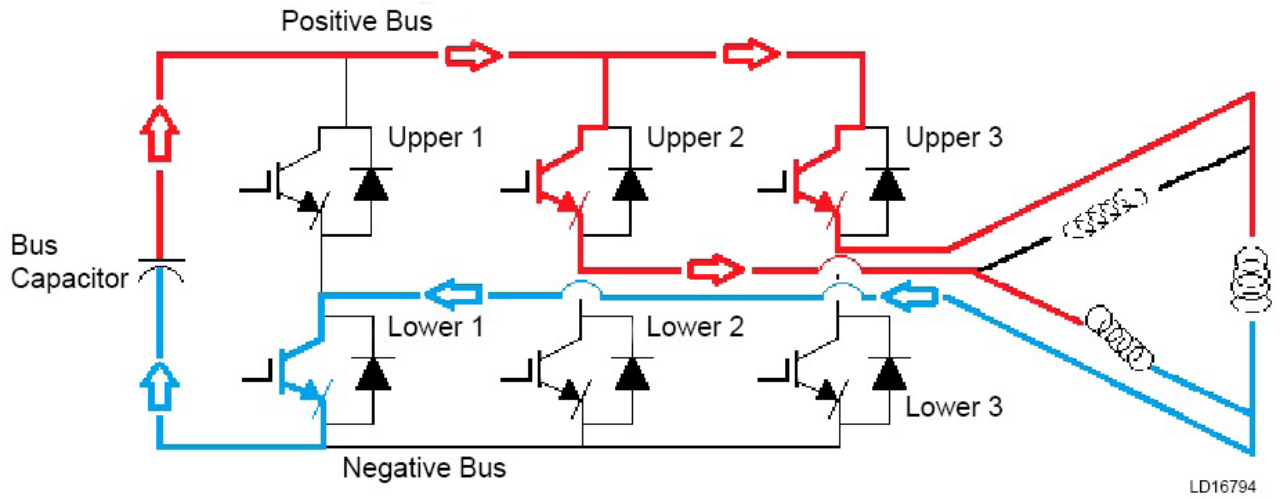 Positive Bus
Upper 1
Upper 2
Upper 3
Bus
Capacitor
Lower 1
Lower 2
Lower 3
Negative Bus
LD16794